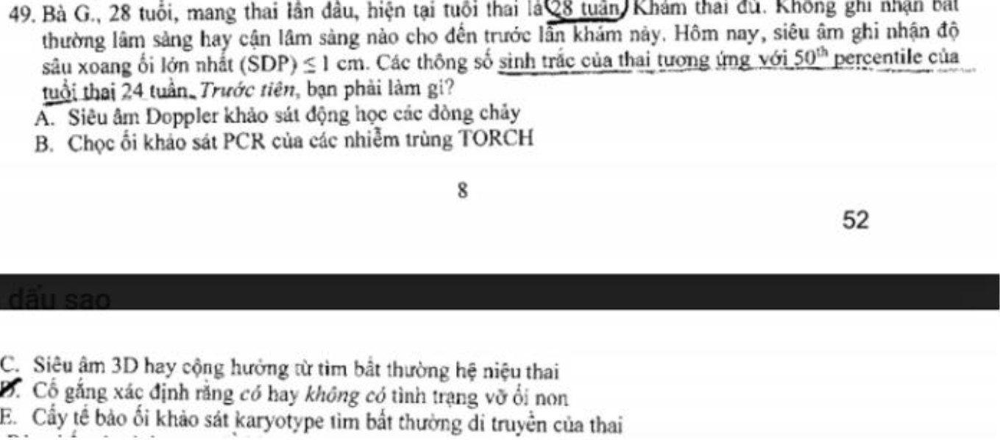 49. Bà G., 28 tuổi, mang thai lần đầu, hiện tại tuổi thai là 28 tuần. Khám thai đủ. Không ghi nhận bất
thường lâm sàng hay cận lâm sàng nào cho đến trước lần khám này. Hôm nay, siêu âm ghi nhận độ
sâu xoang ối lớn nhất (SDP) ≤ 1 cm. Các thông số sinh trắc của thai tương ứng với 50th percentile của
tuổi thai 24 tuần. Trước tiên, bạn phải làm gì?
A. Siêu âm Doppler khảo sát động học các dòng chảy
B. Chọc ối khảo sát PCR của các nhiễm trùng TORCH
8
52
dấu sao
C. Siêu âm 3D hay cộng hưởng từ tìm bất thường hệ niệu thai
D. Cố gắng xác định rằng có hay không có tình trạng vỡ ối non
E. Cấy tế bào ối khảo sát karyotype tìm bất thường di truyền của thai